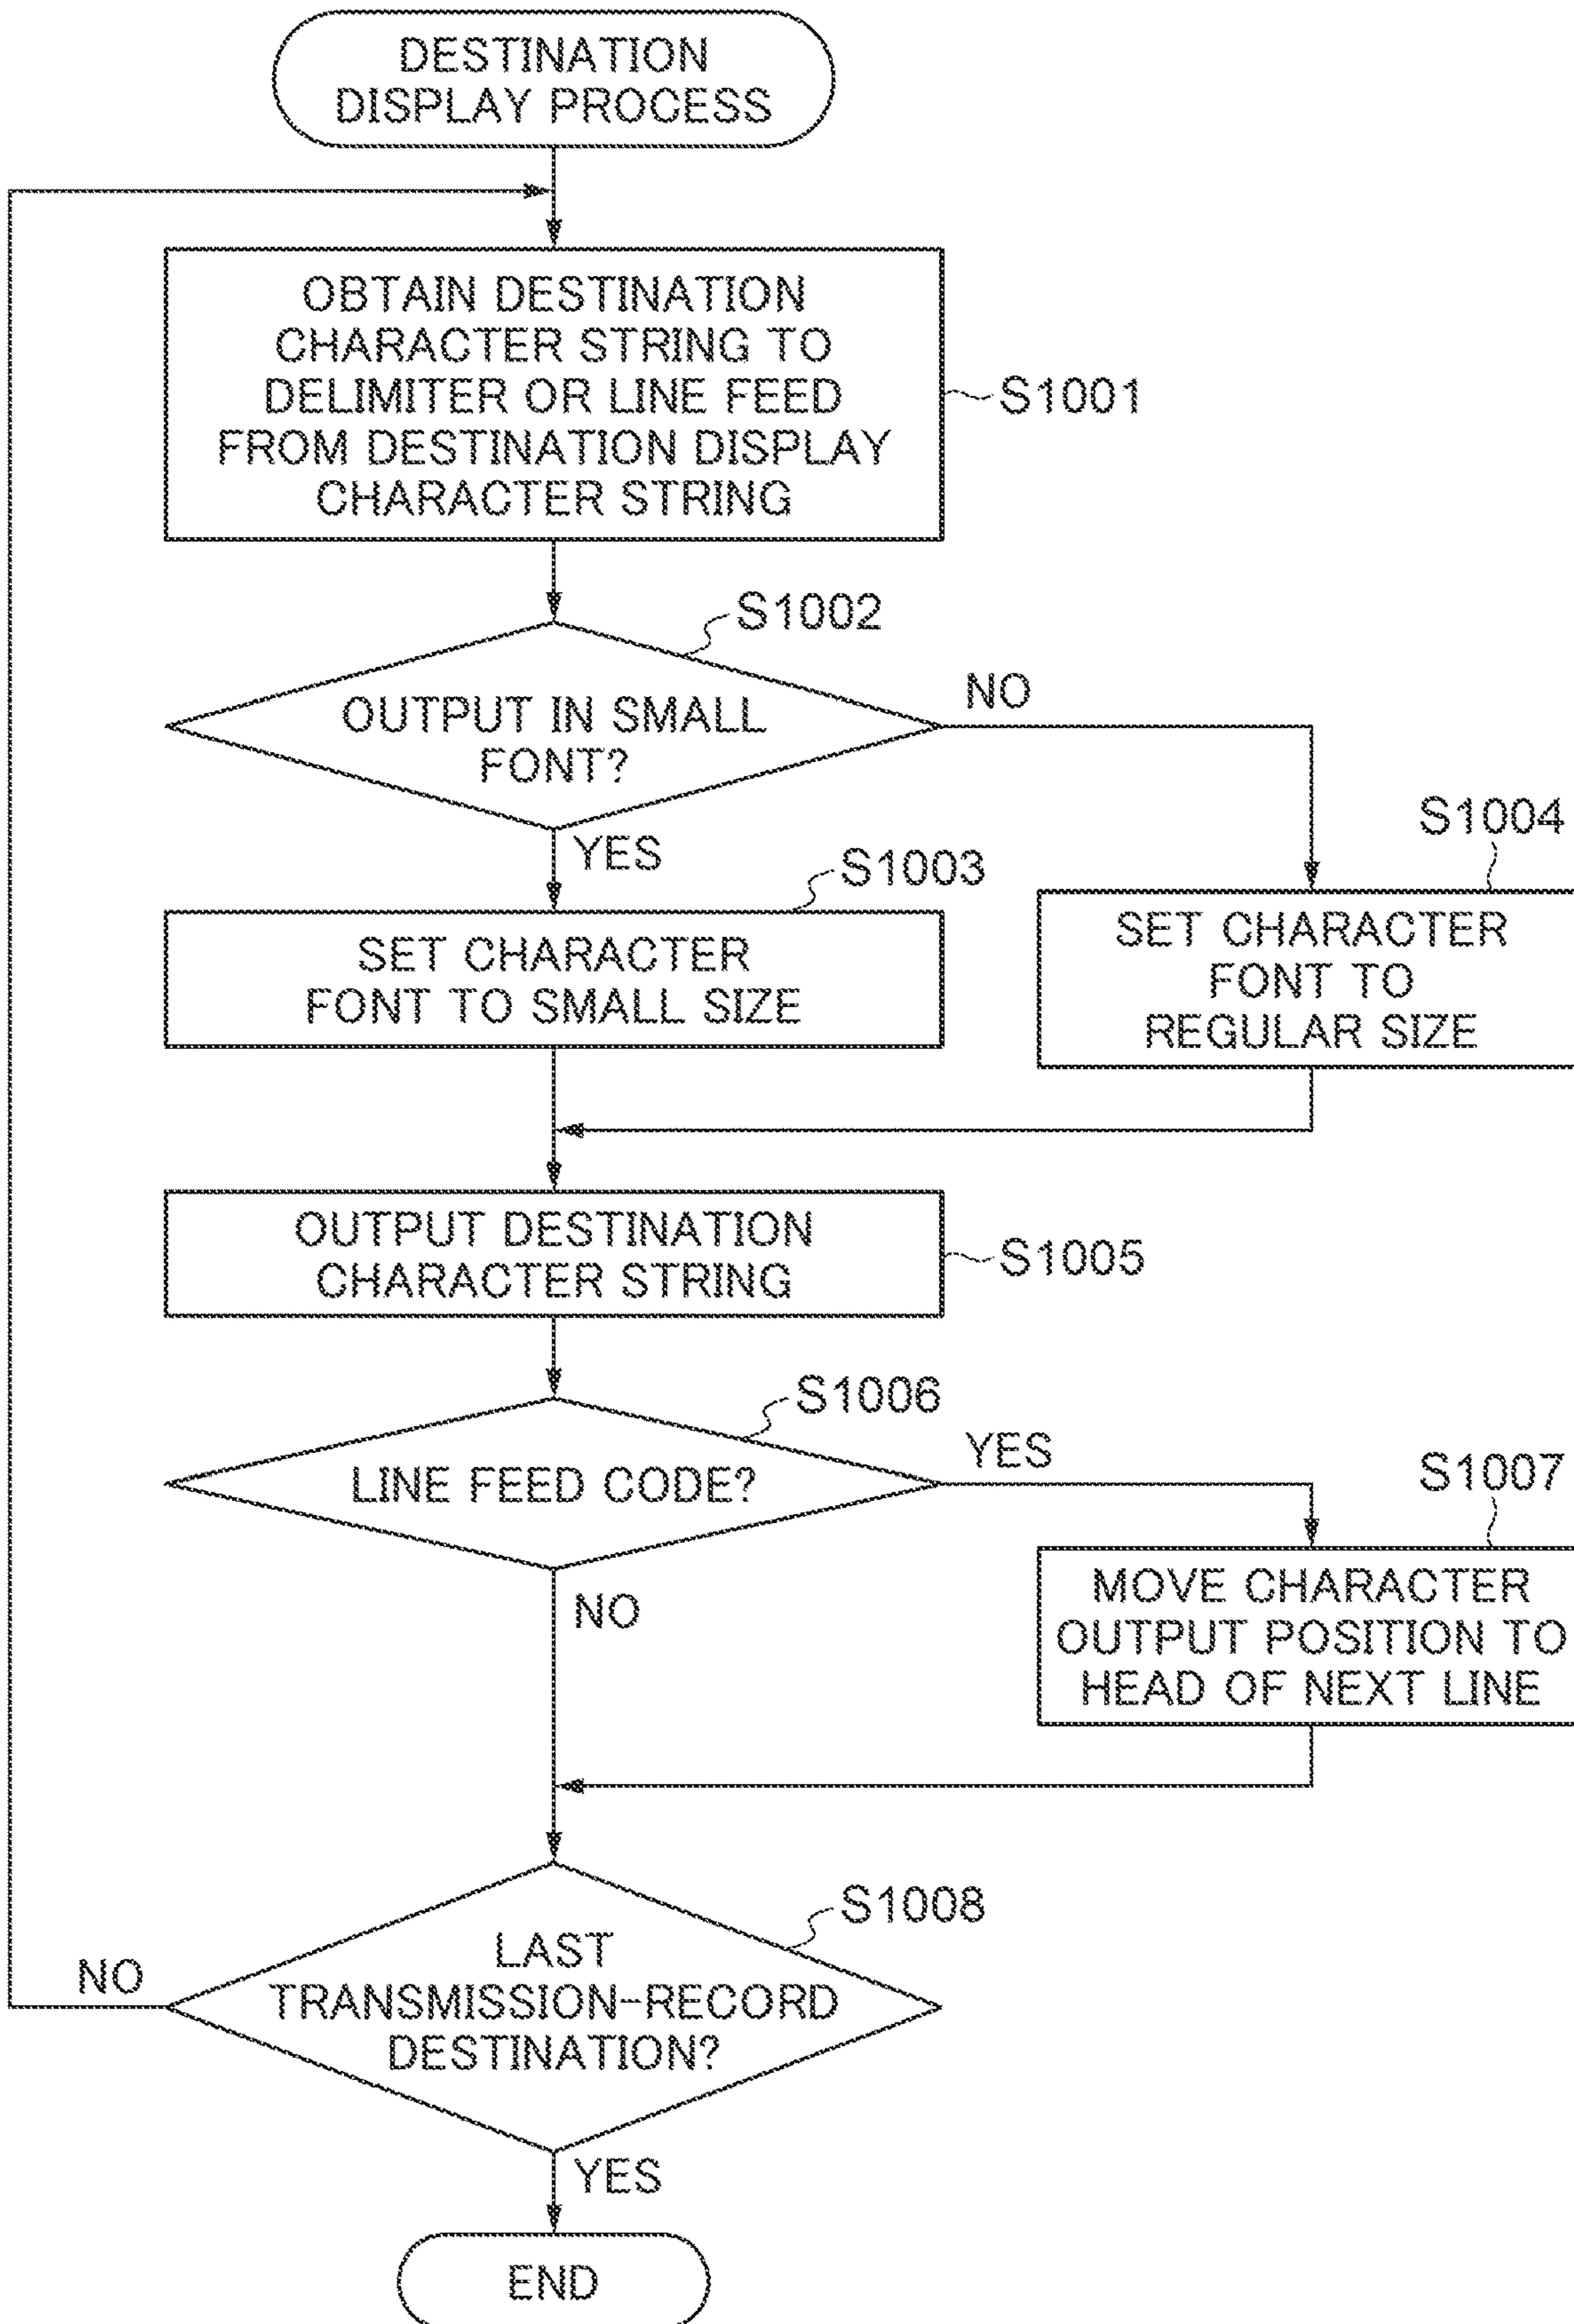 DESTINATION
DISPLAY PROCESS
OBTAIN DESTINATION
CHARACTER STRING TO
DELIMITER OR LINE FEED
FROM DESTINATION DISPLAY
CHARACTER STRING
S1001
S1002
OUTPUT IN SMALL
FONT?
NO
YES
S1003
SET CHARACTER
FONT TO SMALL SIZE
S1004
SET CHARACTER
FONT TO
REGULAR SIZE
OUTPUT DESTINATION
CHARACTER STRING
S1005
S1006
LINE FEED CODE?
YES
NO
S1007
MOVE CHARACTER
OUTPUT POSITION TO
HEAD OF NEXT LINE
S1008
LAST
TRANSMISSION-RECORD
DESTINATION?
NO
YES
END